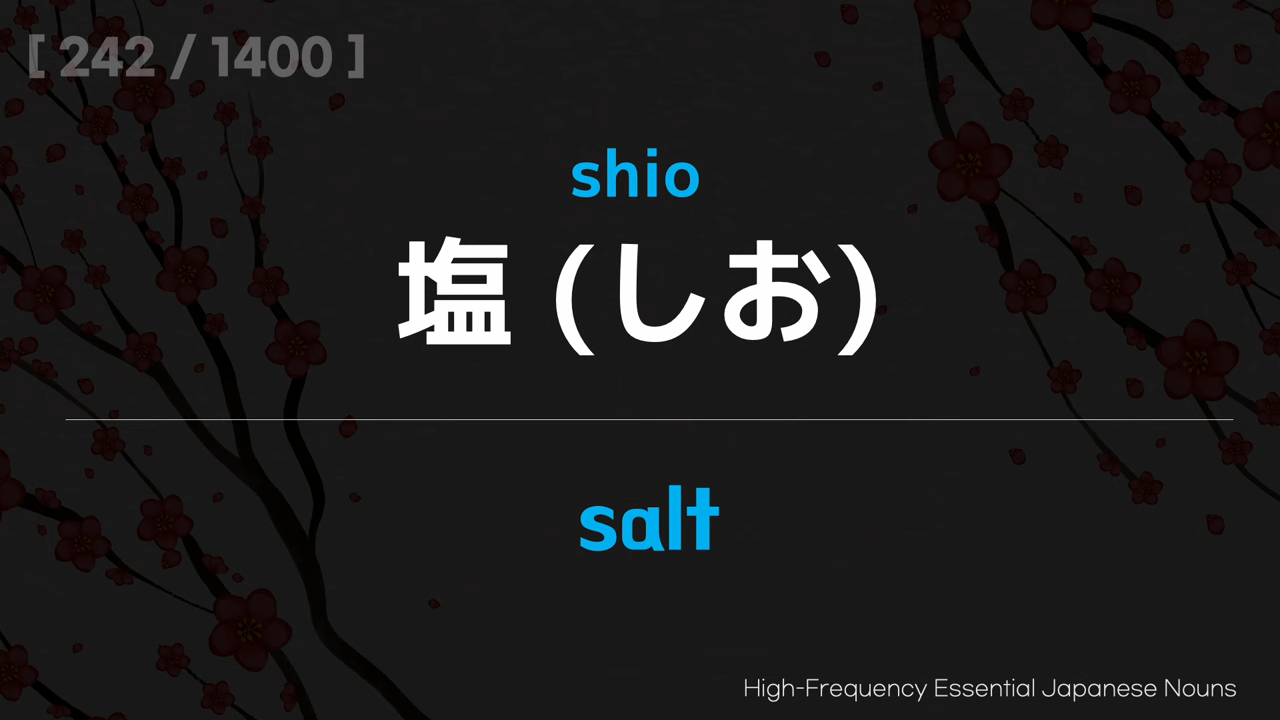 [ 242 / 1400 ]
shio
塩 (しお)
salt
High-Frequency Essential Japanese Nouns